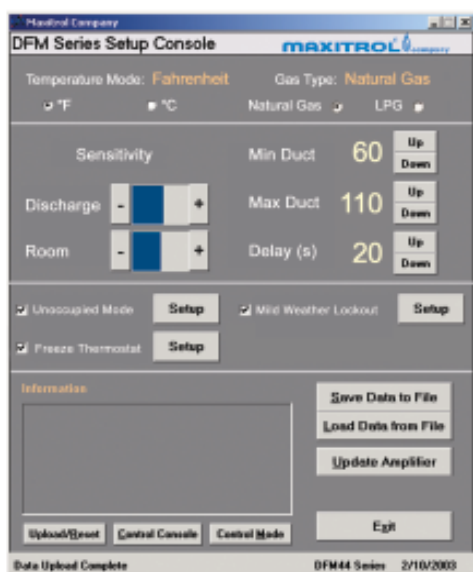 Maxitrol Company
DFM Series Setup Console MAXITROL company
Temperature Mode: Fahrenheit Gas Type: Natural Gas
°F °C Natural Gas LPG
Sensitivity
Min Duct 60 Up Down
Discharge - + Max Duct 110 Up Down
Room - + Delay (s) 20 Up Down
Unoccupied Mode Setup Mild Weather Lockout Setup
Freeze Thermostat Setup
Information
Save Data to File
Load Data from File
Update Amplifier
Upload/Reset Control Console Control Mode Exit
Data Upload Complete DFM44 Series 2/10/2003